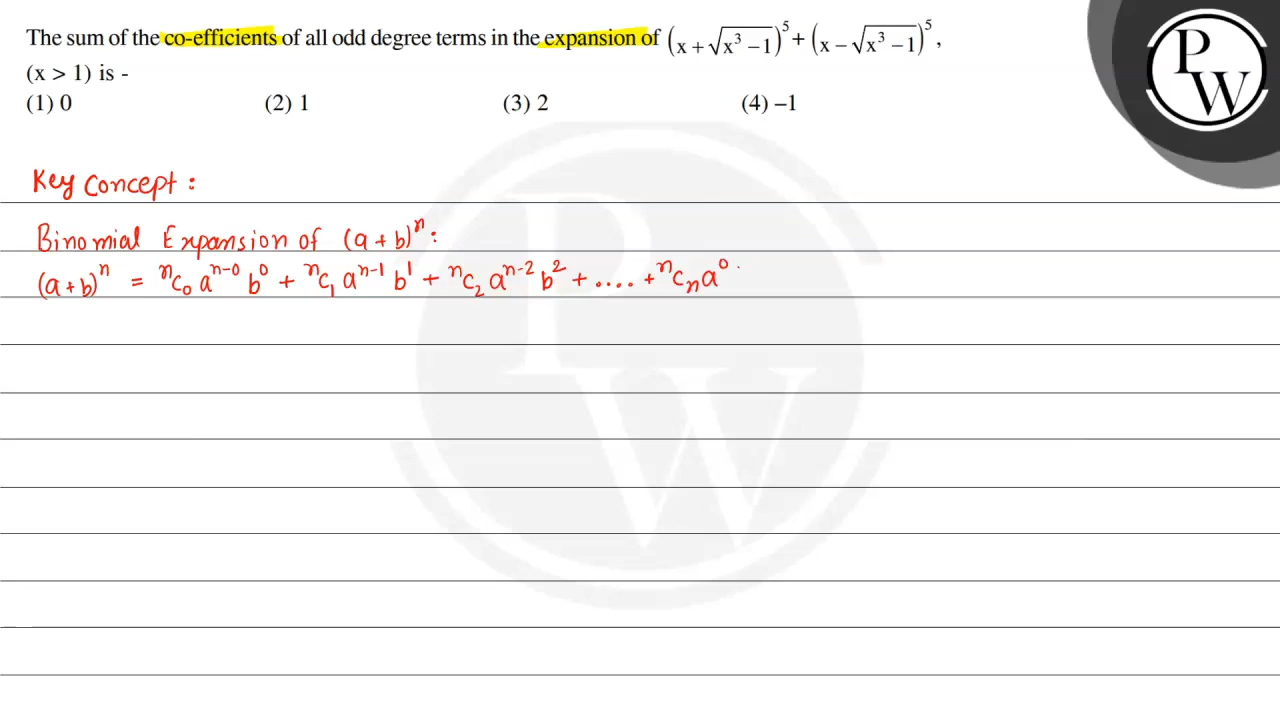 The sum of the co-efficients of all odd degree terms in the expansion of (x + √(x³ − 1))⁵ + (x − √(x³ − 1))⁵,
(x > 1) is -
(1) 0 (2) 1 (3) 2 (4) –1
P
W
Key Concept :
Binomial Expansion of (a + b)ⁿ :
(a + b)ⁿ = ⁿC₀ aⁿ⁻⁰ b⁰ + ⁿC₁ aⁿ⁻¹ b¹ + ⁿC₂ aⁿ⁻² b² + .... + ⁿCₙ a⁰
P
W